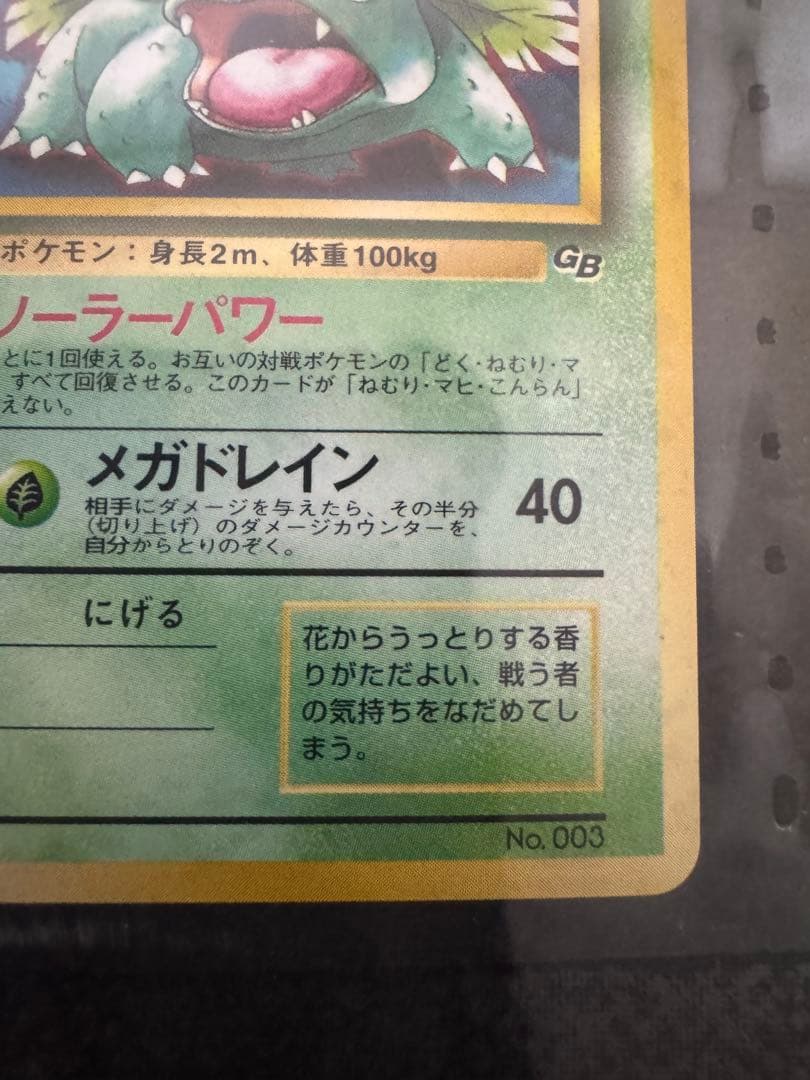 ポケモン：身長2m、体重100kg
GB
ソーラーパワー
とに1回使える。お互いの対戦ポケモンの「どく・ねむり・マ
すべて回復させる。このカードが「ねむり・マヒ・こんらん」
えない。
メガドレイン
40
相手にダメージを与えたら、その半分
（切り上げ）のダメージカウンターを、
自分からとりのぞく。
にげる
花からうっとりする香
りがただよい、戦う者
の気持ちをなだめてし
まう。
No. 003